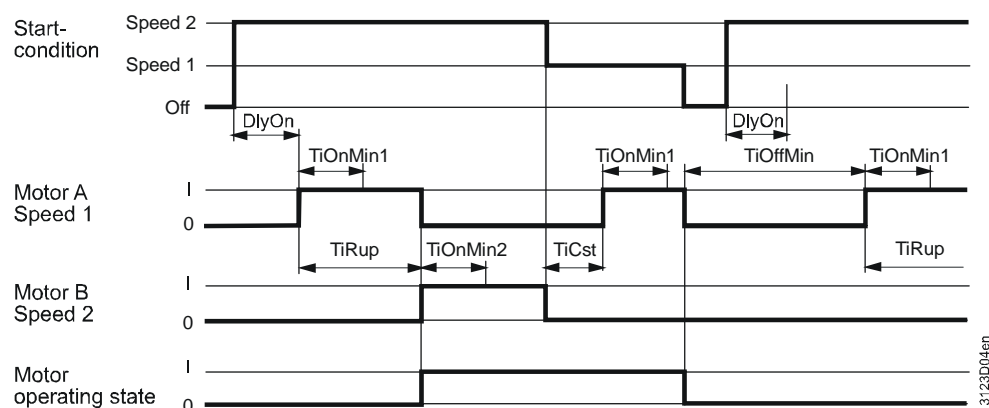 Start-
condition
Speed 2
Speed 1
Off
DlyOn
DlyOn
TiOnMin1
TiOnMin1
TiOffMin
TiOnMin1
Motor A
Speed 1
I
0
TiRup
TiOnMin2
TiCst
TiRup
Motor B
Speed 2
I
0
Motor
operating state
I
0
3123D04en